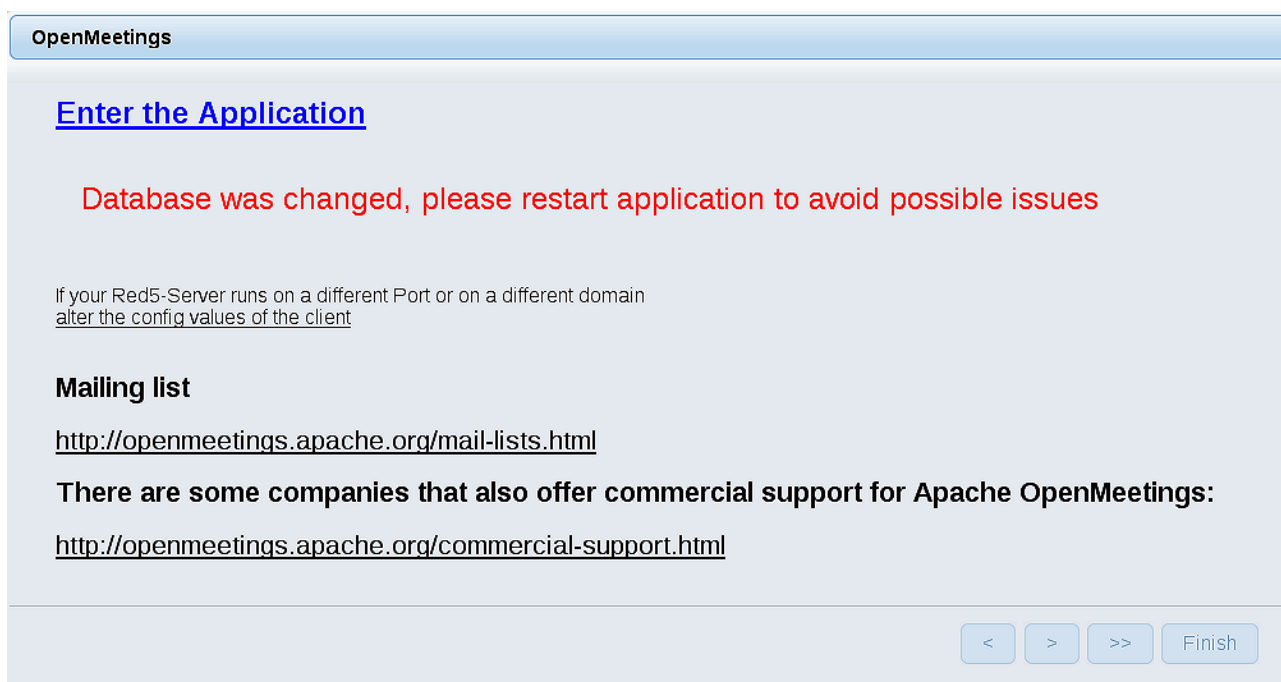 OpenMeetings
Enter the Application
Database was changed, please restart application to avoid possible issues
If your Red5-Server runs on a different Port or on a different domain
alter the config values of the client
Mailing list
http://openmeetings.apache.org/mail-lists.html
There are some companies that also offer commercial support for Apache OpenMeetings:
http://openmeetings.apache.org/commercial-support.html
< > >> Finish